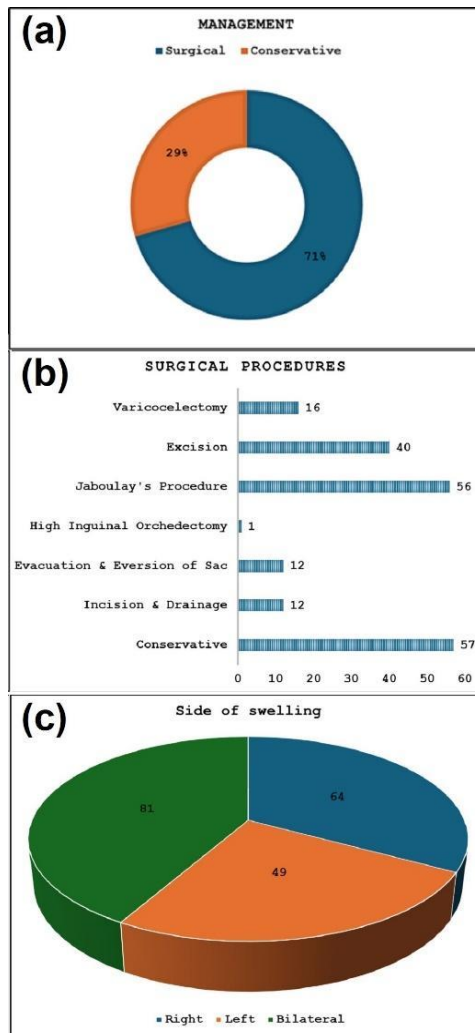 (a)
MANAGEMENT
Surgical Conservative
29%
71%
(b)
SURGICAL PROCEDURES
Varicocelectomy 16
Excision 40
Jaboulay's Procedure 56
High Inguinal Orchedectomy 1
Evacuation & Eversion of Sac 12
Incision & Drainage 12
Conservative 57
0 10 20 30 40 50 60
(c)
Side of swelling
81 64
49
Right Left Bilateral